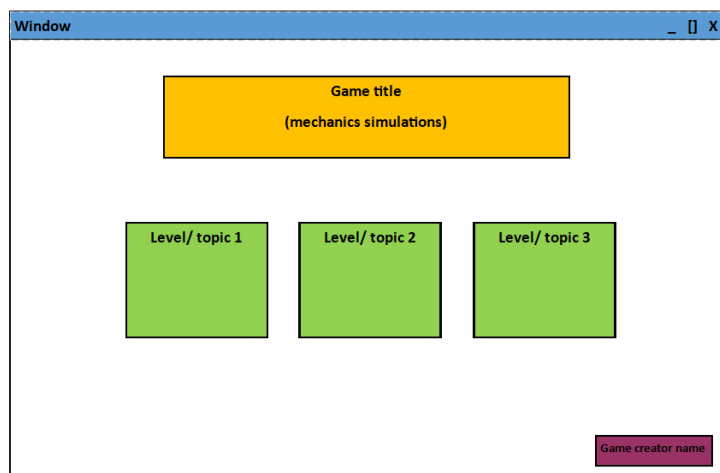 Window _ [] X
Game title
(mechanics simulations)
Level/ topic 1 Level/ topic 2 Level/ topic 3
Game creator name